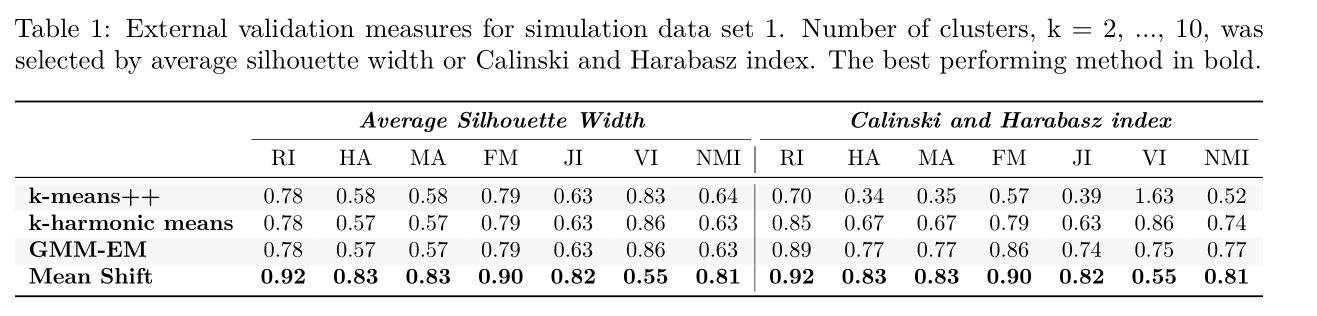 Table 1: External validation measures for simulation data set 1. Number of clusters, k = 2, ..., 10, was
selected by average silhouette width or Calinski and Harabasz index. The best performing method in bold.
Average Silhouette Width Calinski and Harabasz index
RI HA MA FM JI VI NMI RI HA MA FM JI VI NMI
k-means++ 0.78 0.58 0.58 0.79 0.63 0.83 0.64 0.70 0.34 0.35 0.57 0.39 1.63 0.52
k-harmonic means 0.78 0.57 0.57 0.79 0.63 0.86 0.63 0.85 0.67 0.67 0.79 0.63 0.86 0.74
GMM-EM 0.78 0.57 0.57 0.79 0.63 0.86 0.63 0.89 0.77 0.77 0.86 0.74 0.75 0.77
Mean Shift 0.92 0.83 0.83 0.90 0.82 0.55 0.81 0.92 0.83 0.83 0.90 0.82 0.55 0.81